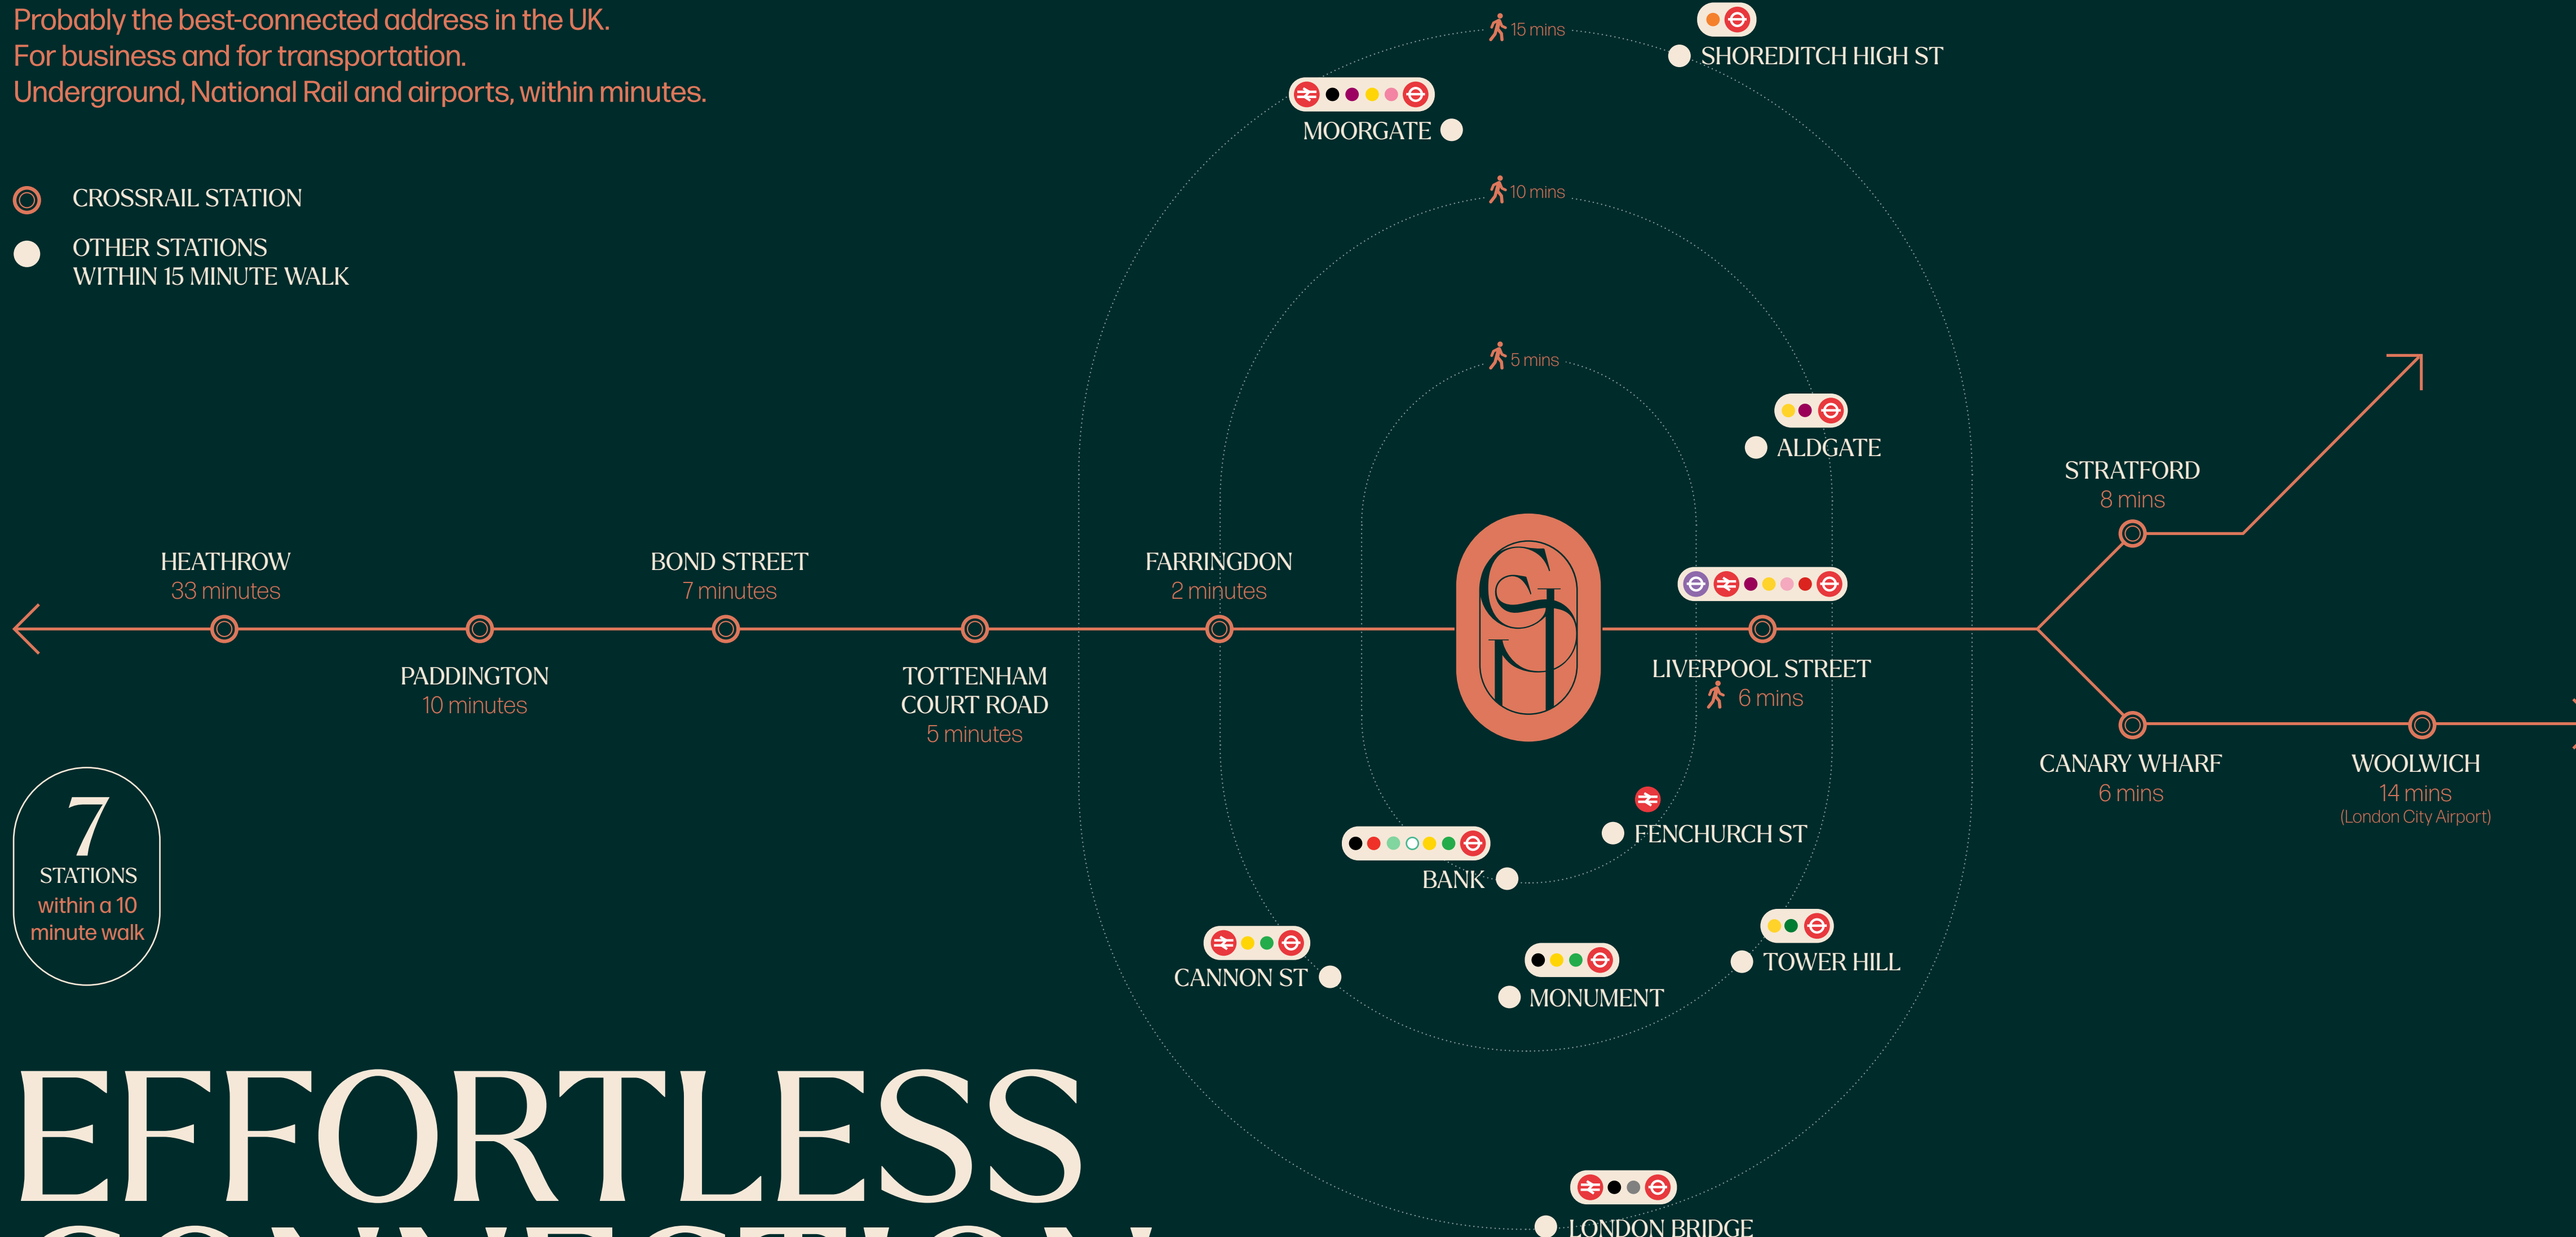 Probably the best-connected address in the UK.
For business and for transportation.
Underground, National Rail and airports, within minutes.
CROSSRAIL STATION
OTHER STATIONS
WITHIN 15 MINUTE WALK
15 mins
SHOREDITCH HIGH ST
MOORGATE
10 mins
5 mins
ALDGATE
STRATFORD
8 mins
HEATHROW
33 minutes
BOND STREET
7 minutes
FARRINGDON
2 minutes
PADDINGTON
10 minutes
TOTTENHAM
COURT ROAD
5 minutes
LIVERPOOL STREET
6 mins
CANARY WHARF
6 mins
WOOLWICH
14 mins
(London City Airport)
7
STATIONS
within a 10
minute walk
FENCHURCH ST
BANK
CANNON ST
MONUMENT
TOWER HILL
LONDON BRIDGE
EFFORTLESS
CONNECTION